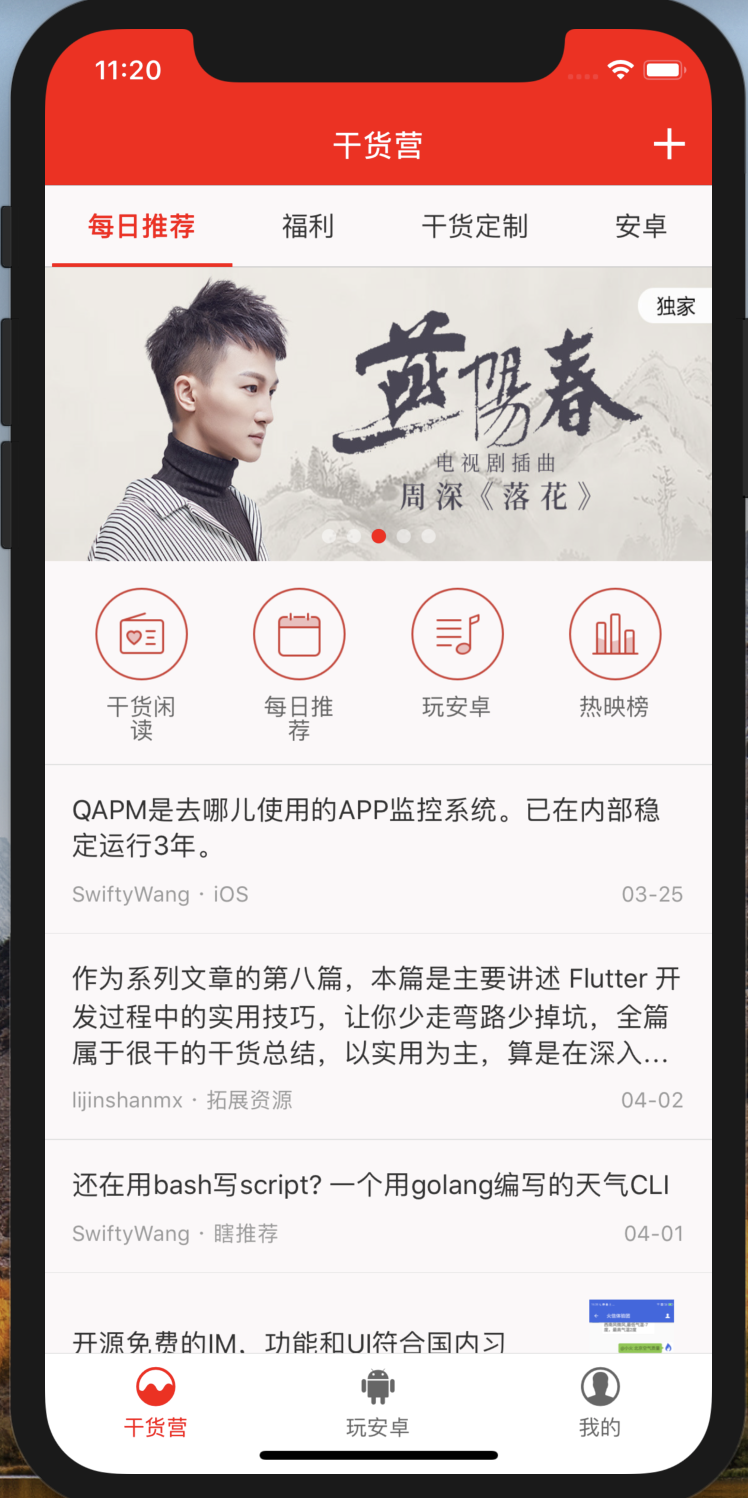 11:20
干货营
每日推荐 福利 干货定制 安卓
独家
燕陽春
电视剧插曲
周深《落花》
干货闲
读
每日推
荐
玩安卓
热映榜
QAPM是去哪儿使用的APP监控系统。已在内部稳
定运行3年。
SwiftyWang · iOS 03-25
作为系列文章的第八篇，本篇是主要讲述 Flutter 开
发过程中的实用技巧，让你少走弯路少掉坑，全篇
属于很干的干货总结，以实用为主，算是在深入...
lijinshanmx · 拓展资源 04-02
还在用bash写script? 一个用golang编写的天气CLI
SwiftyWang · 瞎推荐 04-01
开源免费的IM，功能和UI符合国内习
干货营 玩安卓 我的